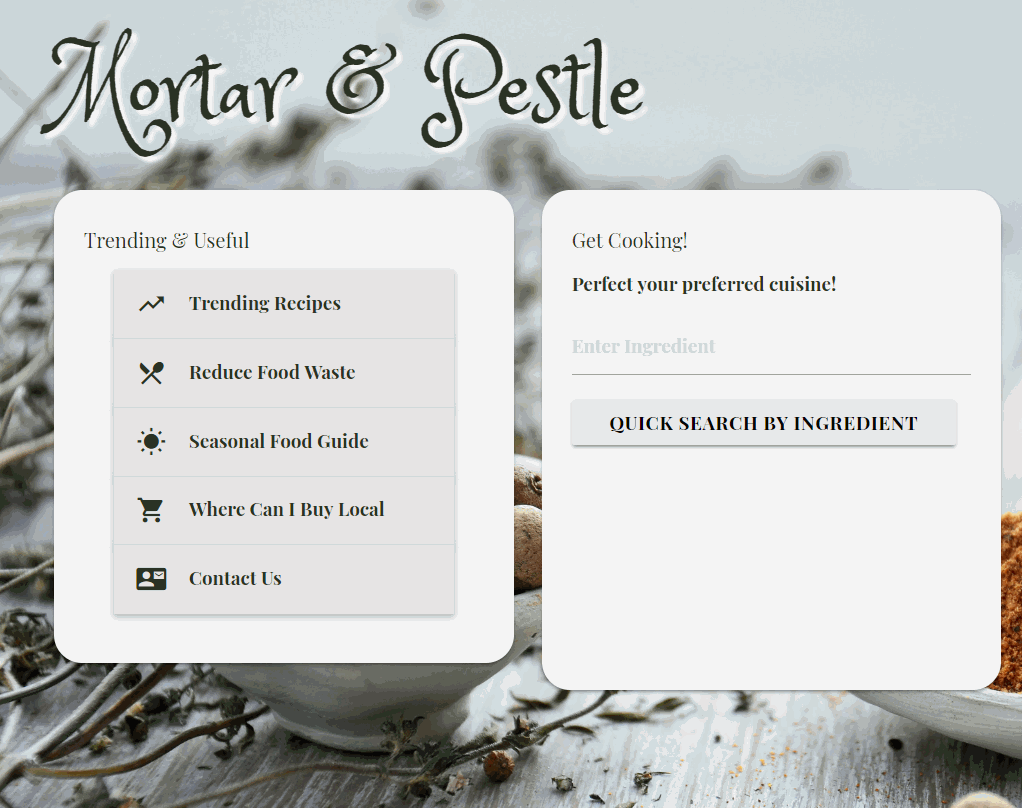 Mortar & Pestle
Trending & Useful
Trending Recipes
Reduce Food Waste
Seasonal Food Guide
Where Can I Buy Local
Contact Us
Get Cooking!
Perfect your preferred cuisine!
Enter Ingredient
QUICK SEARCH BY INGREDIENT